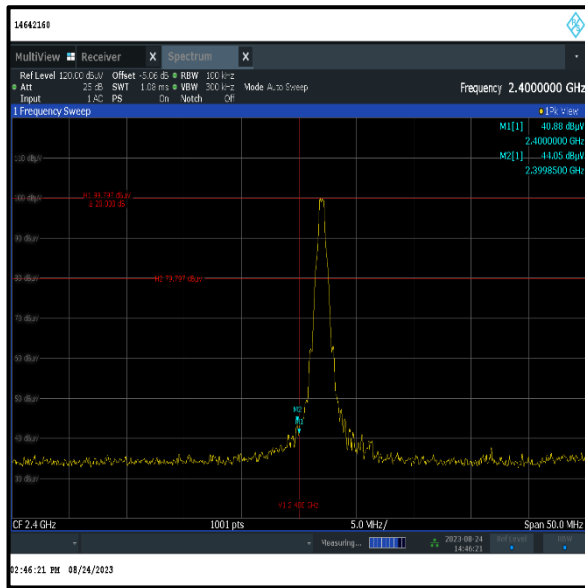 14642160
MultiView Receiver X Spectrum X
Ref Level 120.00 dBµV Offset -5.06 dB RBW 100 kHz
Att 25 dB SWT 1.08 ms VBW 300 kHz Mode Auto Sweep Frequency 2.4000000 GHz
Input 1 AC PS On Notch Off
1 Frequency Sweep 1Pk View
M1[1] 40.88 dBµV
2.4000000 GHz
M2[1] 44.05 dBµV
2.3998500 GHz
110 dBµV
100 dBµV
90 dBµV
80 dBµV
70 dBµV
60 dBµV
50 dBµV
M2
M1
40 dBµV
30 dBµV
CF 2.4 GHz 1001 pts 5.0 MHz/ Span 50.0 MHz
Measuring... 2023-08-24
14:46:21
Ref Level RBW
02:46:21 PM 08/24/2023